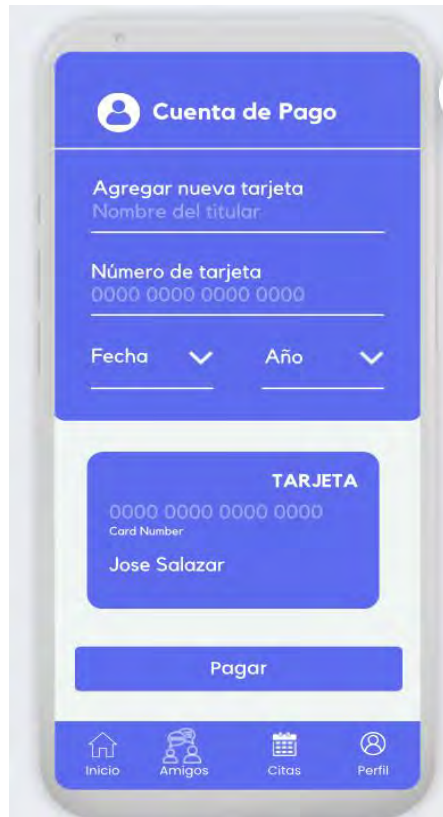 Cuenta de Pago
Agregar nueva tarjeta
Nombre del titular
Número de tarjeta
0000 0000 0000 0000
Fecha Año
TARJETA
0000 0000 0000 0000
Card Number
Jose Salazar
Pagar
Inicio Amigos Citas Perfil